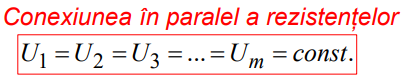 Conexiunea în paralel a rezistențelor
U₁ = U₂ = U₃ = ... = Uₘ = const.